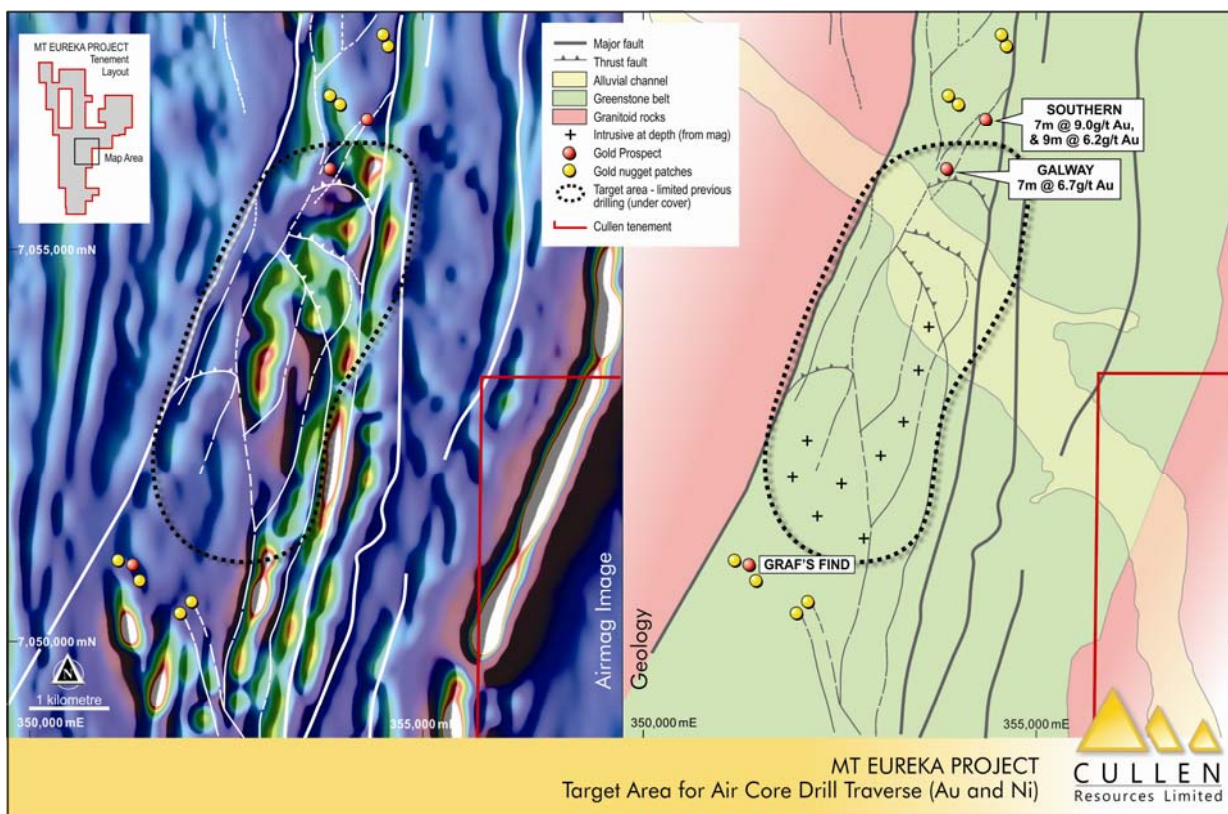 MT EUREKA PROJECT
Tenement
Layout
Map Area
7,055,000 mN
7,050,000 mN
N
1 kilometre
350,000 mE
355,000 mE
Airmag Image
Major fault
Thrust fault
Alluvial channel
Greenstone belt
Granitoid rocks
Intrusive at depth (from mag)
Gold Prospect
Gold nugget patches
Target area - limited previous
drilling (under cover)
Cullen tenement
SOUTHERN
7m @ 9.0g/t Au,
& 9m @ 6.2g/t Au
GALWAY
7m @ 6.7g/t Au
GRAF'S FIND
Geology
350,000 mE
355,000 mE
MT EUREKA PROJECT
Target Area for Air Core Drill Traverse (Au and Ni)
CULLEN
Resources Limited